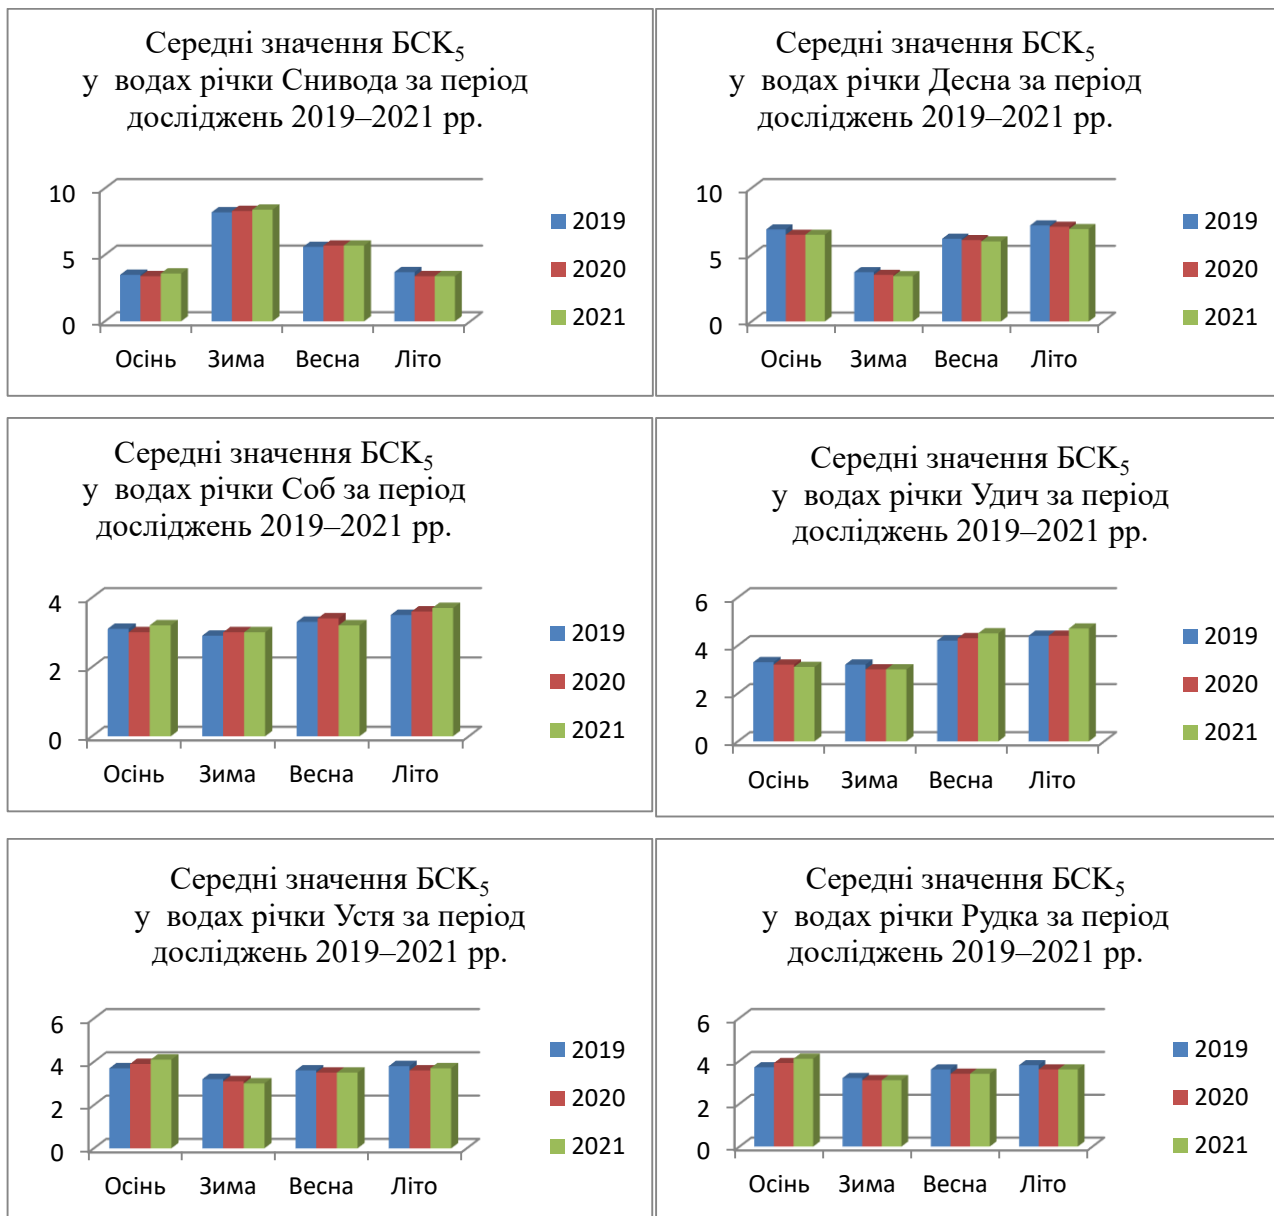 Середні значення БСК₅
у водах річки Снивода за період
досліджень 2019–2021 рр.
10
5
0
Осінь Зима Весна Літо
2019
2020
2021
Середні значення БСК₅
у водах річки Десна за період
досліджень 2019–2021 рр.
10
5
0
Осінь Зима Весна Літо
2019
2020
2021
Середні значення БСК₅
у водах річки Соб за період
досліджень 2019–2021 рр.
4
2
0
Осінь Зима Весна Літо
2019
2020
2021
Середні значення БСК₅
у водах річки Удич за період
досліджень 2019–2021 рр.
6
4
2
0
Осінь Зима Весна Літо
2019
2020
2021
Середні значення БСК₅
у водах річки Устя за період
досліджень 2019–2021 рр.
6
4
2
0
Осінь Зима Весна Літо
2019
2020
2021
Середні значення БСК₅
у водах річки Рудка за період
досліджень 2019–2021 рр.
6
4
2
0
Осінь Зима Весна Літо
2019
2020
2021